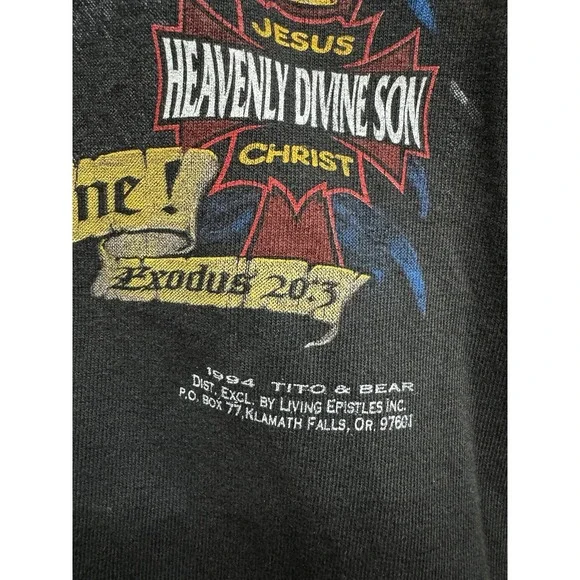 JESUS
HEAVENLY DIVINE SON
CHRIST
ne!
Exodus 20:3
1994 TITO & BEAR
DIST. EXCL. BY LIVING EPISTLES INC.
P.O. BOX 77, KLAMATH FALLS, OR. 97601